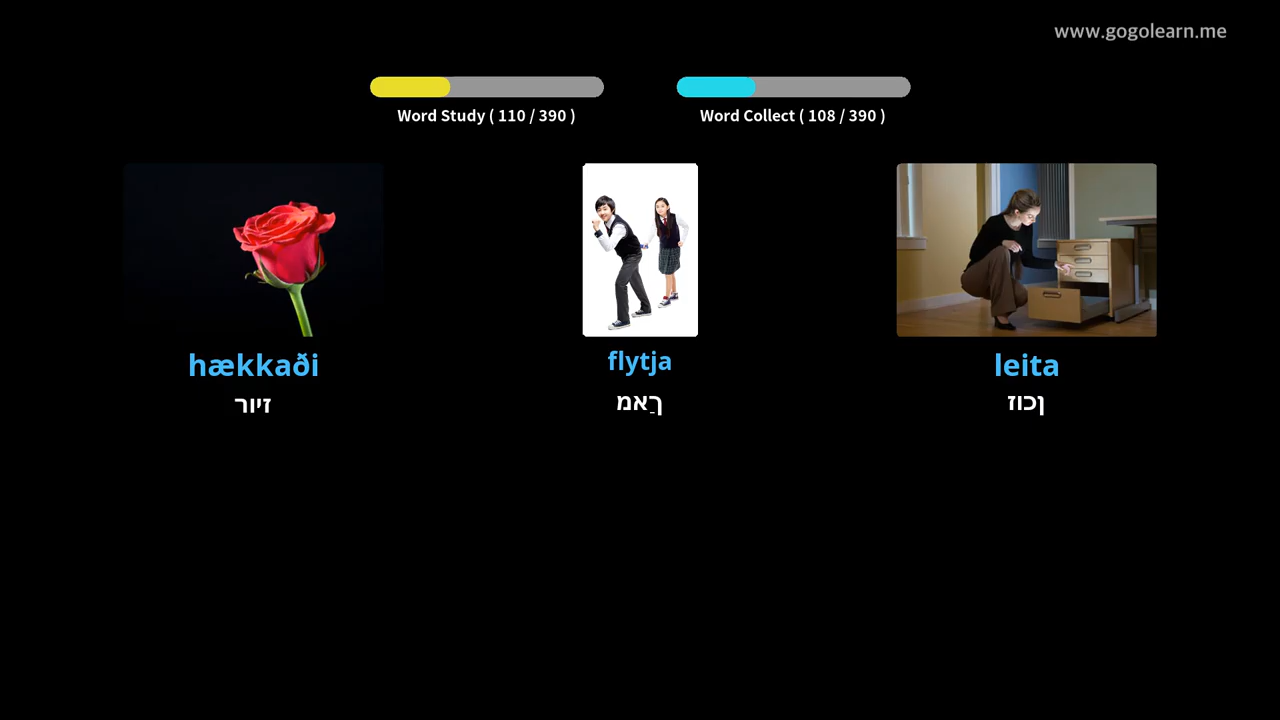 www.gogolearn.me
Word Study ( 110 / 390 )
Word Collect ( 108 / 390 )
hækkaði
זיור
flytja
ךַאמ
leita
ןכוז